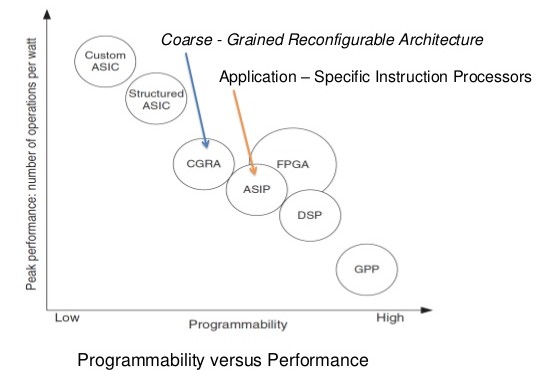 Coarse - Grained Reconfigurable Architecture
Custom
ASIC
Application – Specific Instruction Processors
Structured
ASIC
CGRA
FPGA
ASIP
DSP
GPP
Peak performance: number of operations per watt
Low
Programmability
High
Programmability versus Performance